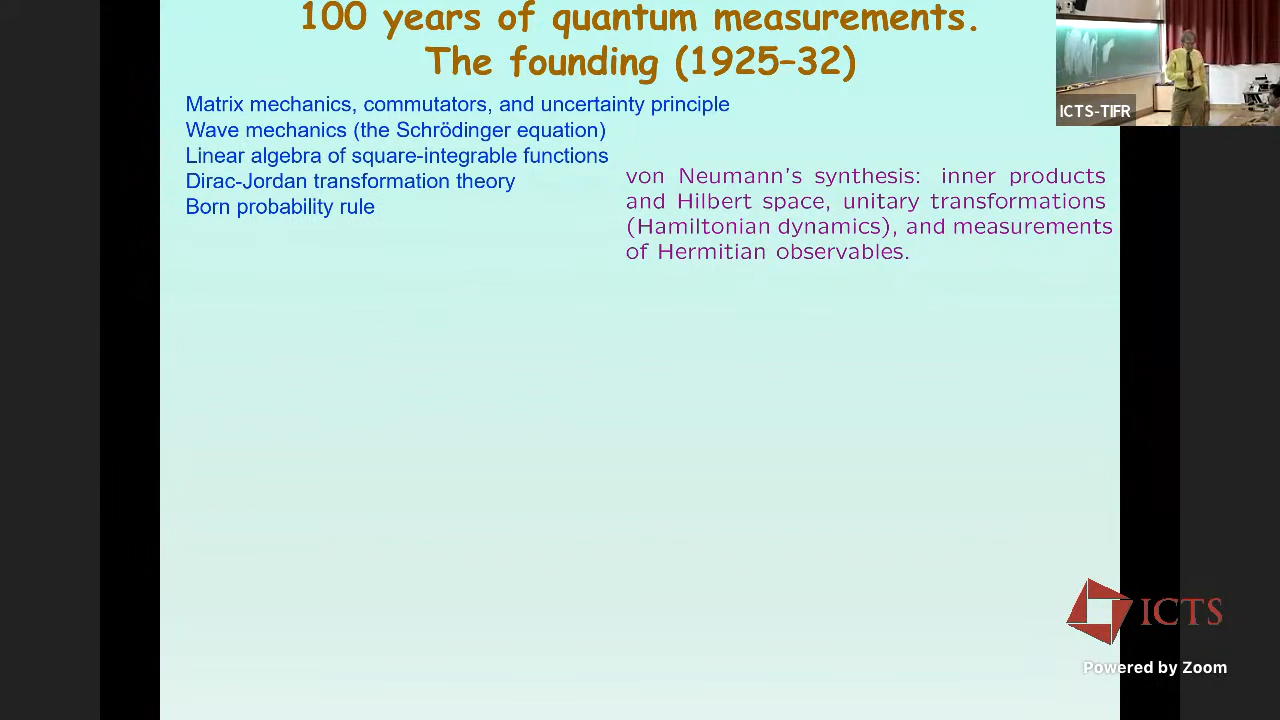 100 years of quantum measurements.
The founding (1925–32)
Matrix mechanics, commutators, and uncertainty principle
Wave mechanics (the Schrödinger equation)
Linear algebra of square-integrable functions
Dirac-Jordan transformation theory
Born probability rule
von Neumann's synthesis: inner products
and Hilbert space, unitary transformations
(Hamiltonian dynamics), and measurements
of Hermitian observables.
ICTS-TIFR
ICTS
Powered by Zoom